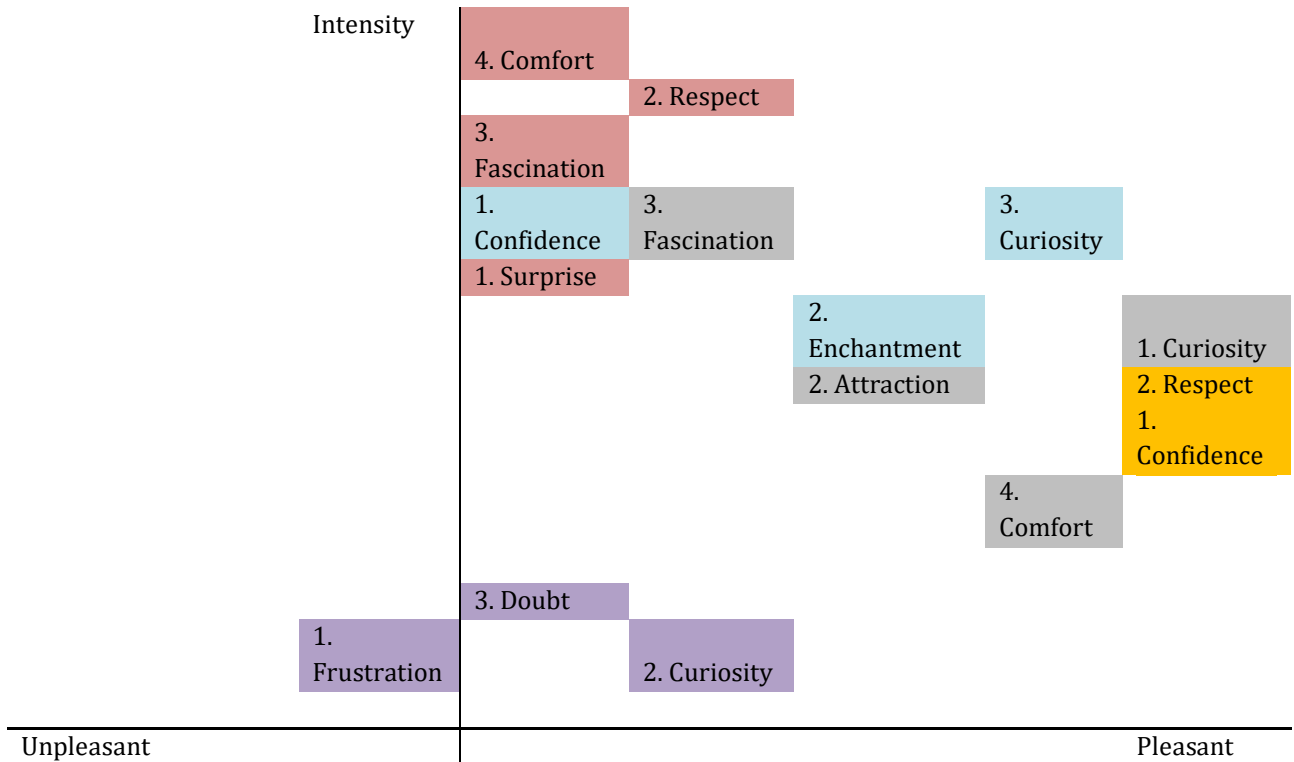 Intensity
4. Comfort
2. Respect
3.
Fascination
1.
Confidence
3.
Fascination
3.
Curiosity
1. Surprise
2.
Enchantment
1. Curiosity
2. Attraction
2. Respect
1.
Confidence
4.
Comfort
3. Doubt
1.
Frustration
2. Curiosity
Unpleasant
Pleasant